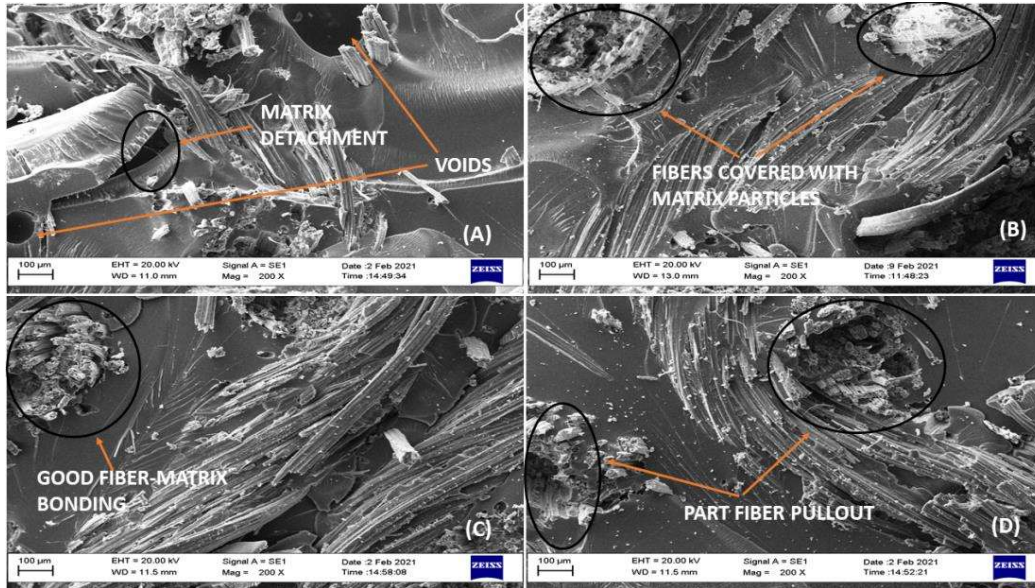 MATRIX
DETACHMENT
VOIDS
(A)
100 µm
EHT = 20.00 kV
WD = 11.0 mm
Signal A = SE1
Mag = 200 X
Date :2 Feb 2021
Time :14:49:34
ZEISS
FIBERS COVERED WITH
MATRIX PARTICLES
(B)
100 µm
EHT = 20.00 kV
WD = 13.0 mm
Signal A = SE1
Mag = 200 X
Date :9 Feb 2021
Time :11:48:23
ZEISS
GOOD FIBER-MATRIX
BONDING
(C)
100 µm
EHT = 20.00 kV
WD = 11.5 mm
Signal A = SE1
Mag = 200 X
Date :2 Feb 2021
Time :14:58:08
ZEISS
PART FIBER PULLOUT
(D)
100 µm
EHT = 20.00 kV
WD = 11.5 mm
Signal A = SE1
Mag = 200 X
Date :2 Feb 2021
Time :14:52:21
ZEISS